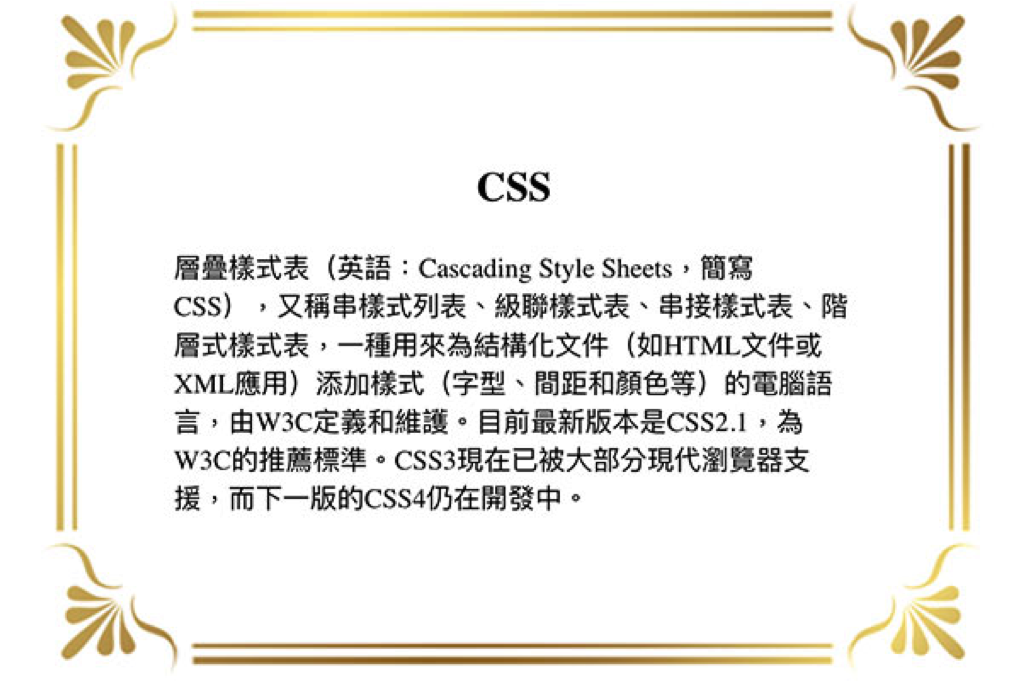 CSS
層疊樣式表（英語：Cascading Style Sheets，簡寫
CSS），又稱串樣式列表、級聯樣式表、串接樣式表、階
層式樣式表，一種用來為結構化文件（如HTML文件或
XML應用）添加樣式（字型、間距和顏色等）的電腦語
言，由W3C定義和維護。目前最新版本是CSS2.1，為
W3C的推薦標準。CSS3現在已被大部分現代瀏覽器支
援，而下一版的CSS4仍在開發中。